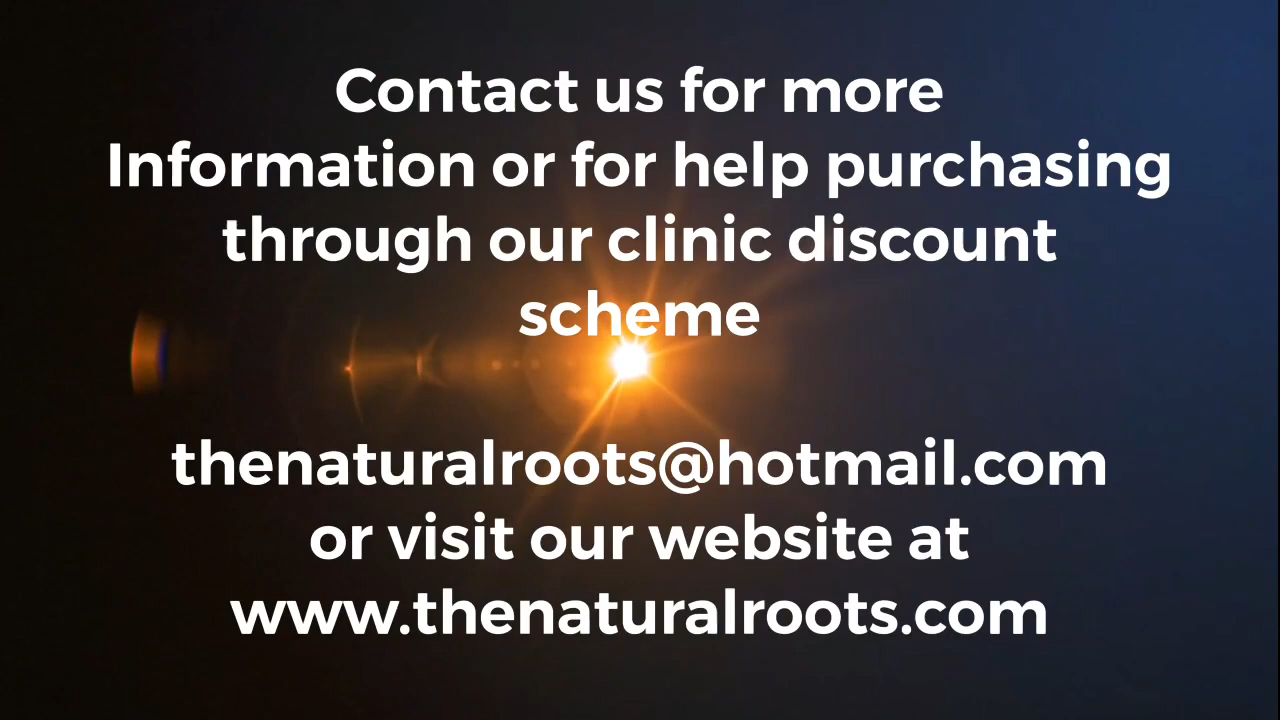 Contact us for more
Information or for help purchasing
through our clinic discount
scheme
thenaturalroots@hotmail.com
or visit our website at
www.thenaturalroots.com